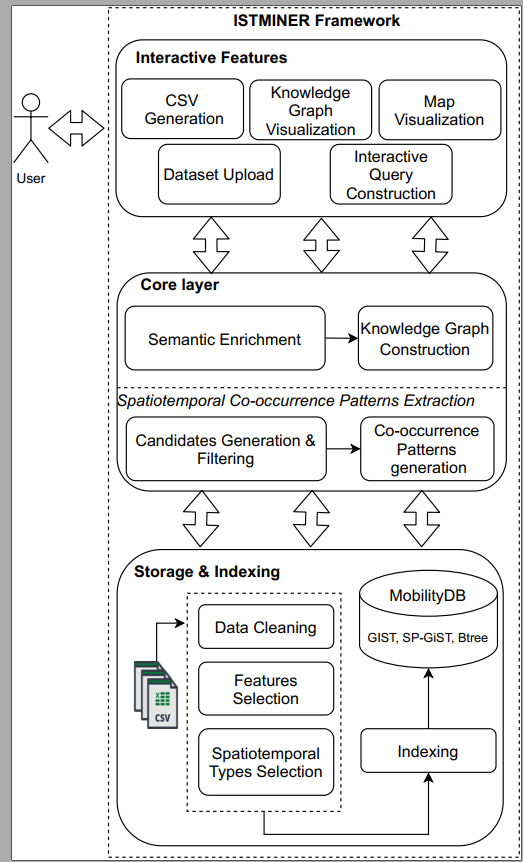 ISTMINER Framework
Interactive Features
CSV
Generation
Knowledge
Graph
Visualization
Map
Visualization
Dataset Upload
Interactive
Query
Construction
User
Core layer
Semantic Enrichment
Knowledge Graph
Construction
Spatiotemporal Co-occurrence Patterns Extraction
Candidates Generation &
Filtering
Co-occurrence
Patterns
generation
Storage & Indexing
Data Cleaning
Features
Selection
Spatiotemporal
Types Selection
CSV
MobilityDB
GIST, SP-GiST, Btree
Indexing